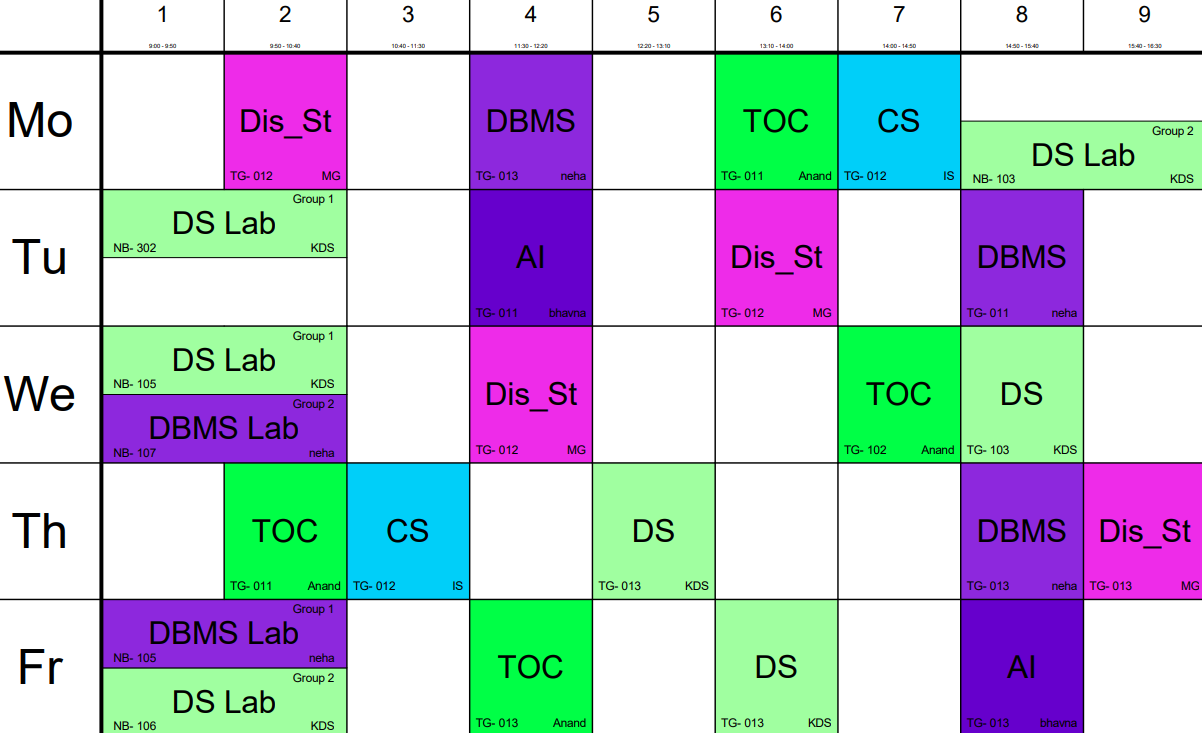 1 2 3 4 5 6 7 8 9
9:00 - 9:50 9:50 - 10:40 10:40 - 11:30 11:30 - 12:20 12:20 - 13:10 13:10 - 14:00 14:00 - 14:50 14:50 - 15:40 15:40 - 16:30
Mo
Dis_St
TG- 012 MG
DBMS
TG- 013 neha
TOC
TG- 011 Anand
CS
TG- 012 IS
Group 2
DS Lab
NB- 103 KDS
Tu
Group 1
DS Lab
NB- 302 KDS
AI
TG- 011 bhavna
Dis_St
TG- 012 MG
DBMS
TG- 011 neha
We
Group 1
DS Lab
NB- 105 KDS
Group 2
DBMS Lab
NB- 107 neha
Dis_St
TG- 012 MG
TOC
TG- 102 Anand
DS
TG- 103 KDS
Th
TOC
TG- 011 Anand
CS
TG- 012 IS
DS
TG- 013 KDS
DBMS
TG- 013 neha
Dis_St
TG- 013 MG
Fr
Group 1
DBMS Lab
NB- 105 neha
Group 2
DS Lab
NB- 106 KDS
TOC
TG- 013 Anand
DS
TG- 013 KDS
AI
TG- 013 bhavna